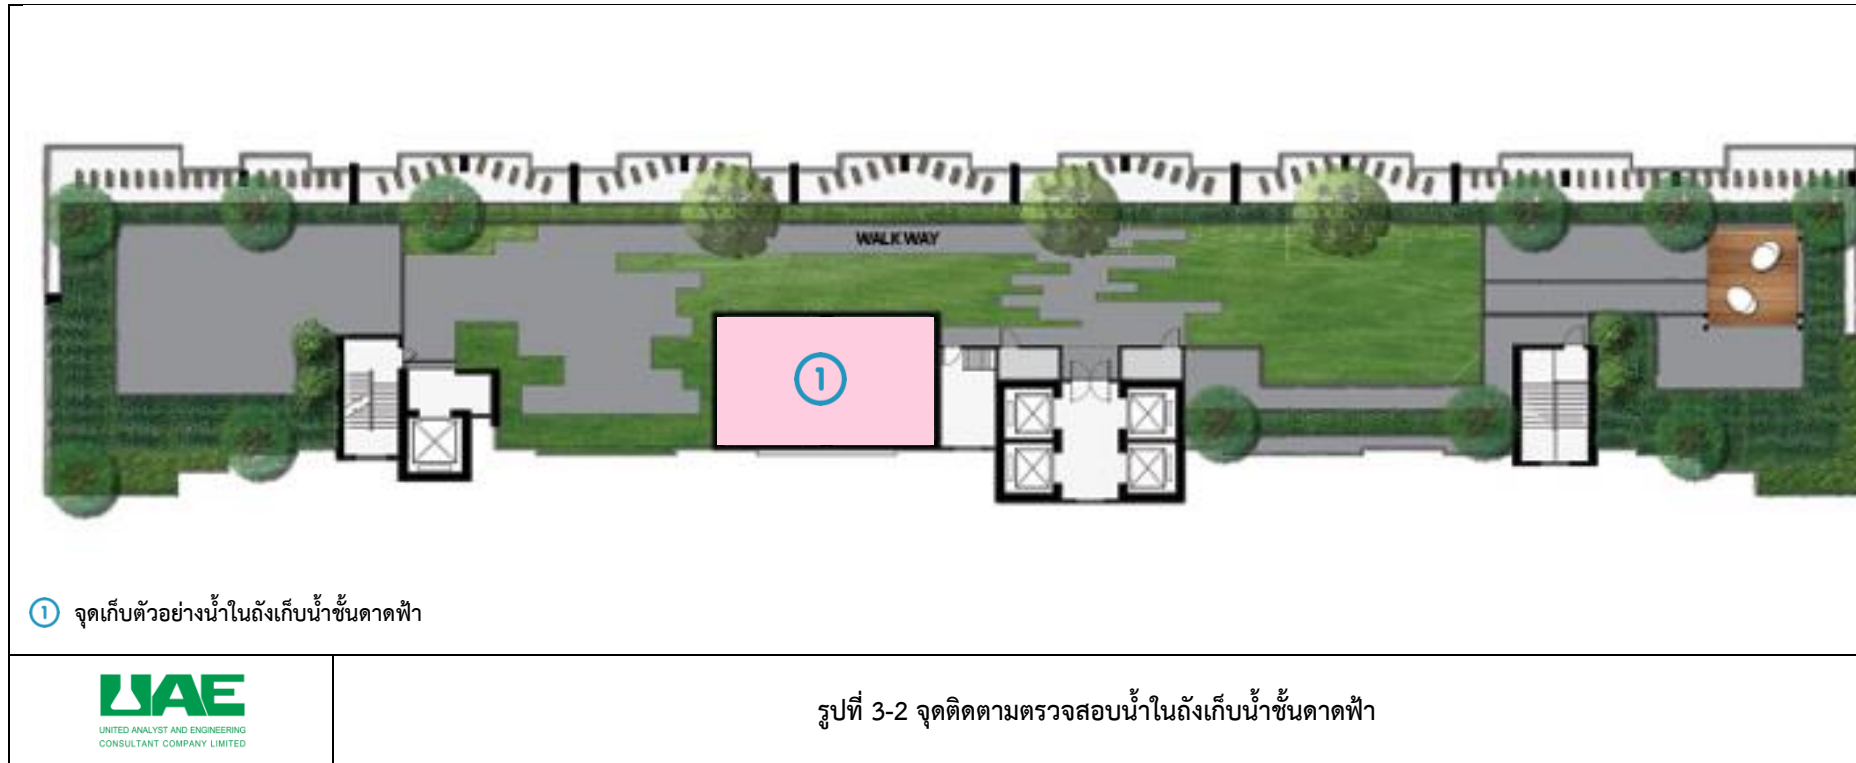 WALKWAY
1
1 จุดเก็บตัวอย่างน้ำในถังเก็บน้ำชั้นดาดฟ้า
UAE
UNITED ANALYST AND ENGINEERING
CONSULTANT COMPANY LIMITED
รูปที่ 3-2 จุดติดตามตรวจสอบน้ำในถังเก็บน้ำชั้นดาดฟ้า